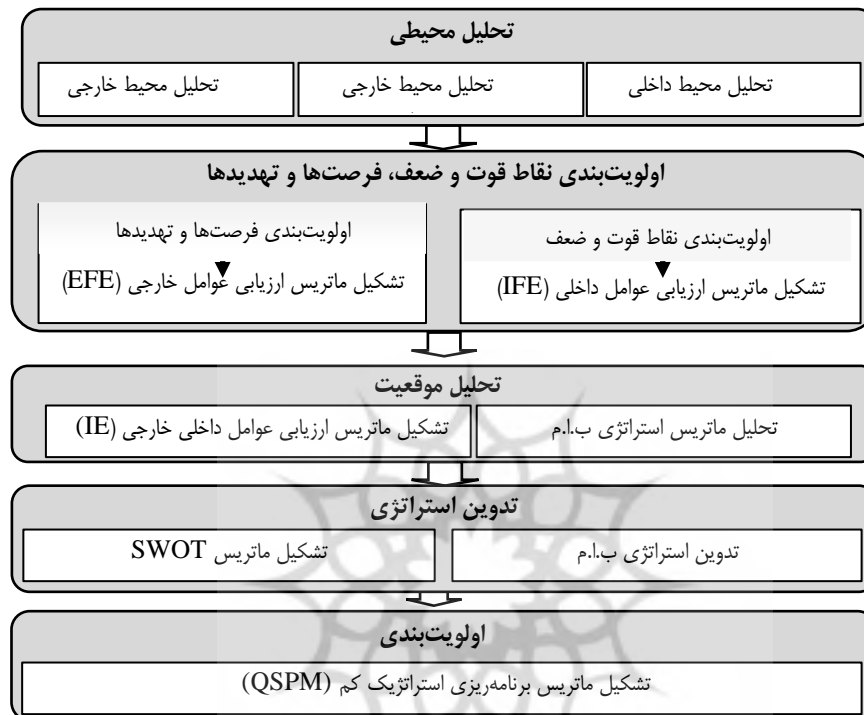 تحلیل محیطی
تحلیل محیط داخلی
تحلیل محیط خارجی
تحلیل محیط خارجی
اولویت‌بندی نقاط قوت و ضعف، فرصت‌ها و تهدیدها
اولویت‌بندی نقاط قوت و ضعف
تشکیل ماتریس ارزیابی عوامل داخلی (IFE)
اولویت‌بندی فرصت‌ها و تهدیدها
تشکیل ماتریس ارزیابی عوامل خارجی (EFE)
تحلیل موقعیت
تحلیل ماتریس استراتژی ب.ا.م
تشکیل ماتریس ارزیابی عوامل داخلی خارجی (IE)
تدوین استراتژی
تدوین استراتژی ب.ا.م
تشکیل ماتریس SWOT
اولویت‌بندی
تشکیل ماتریس برنامه‌ریزی استراتژیک کم (QSPM)